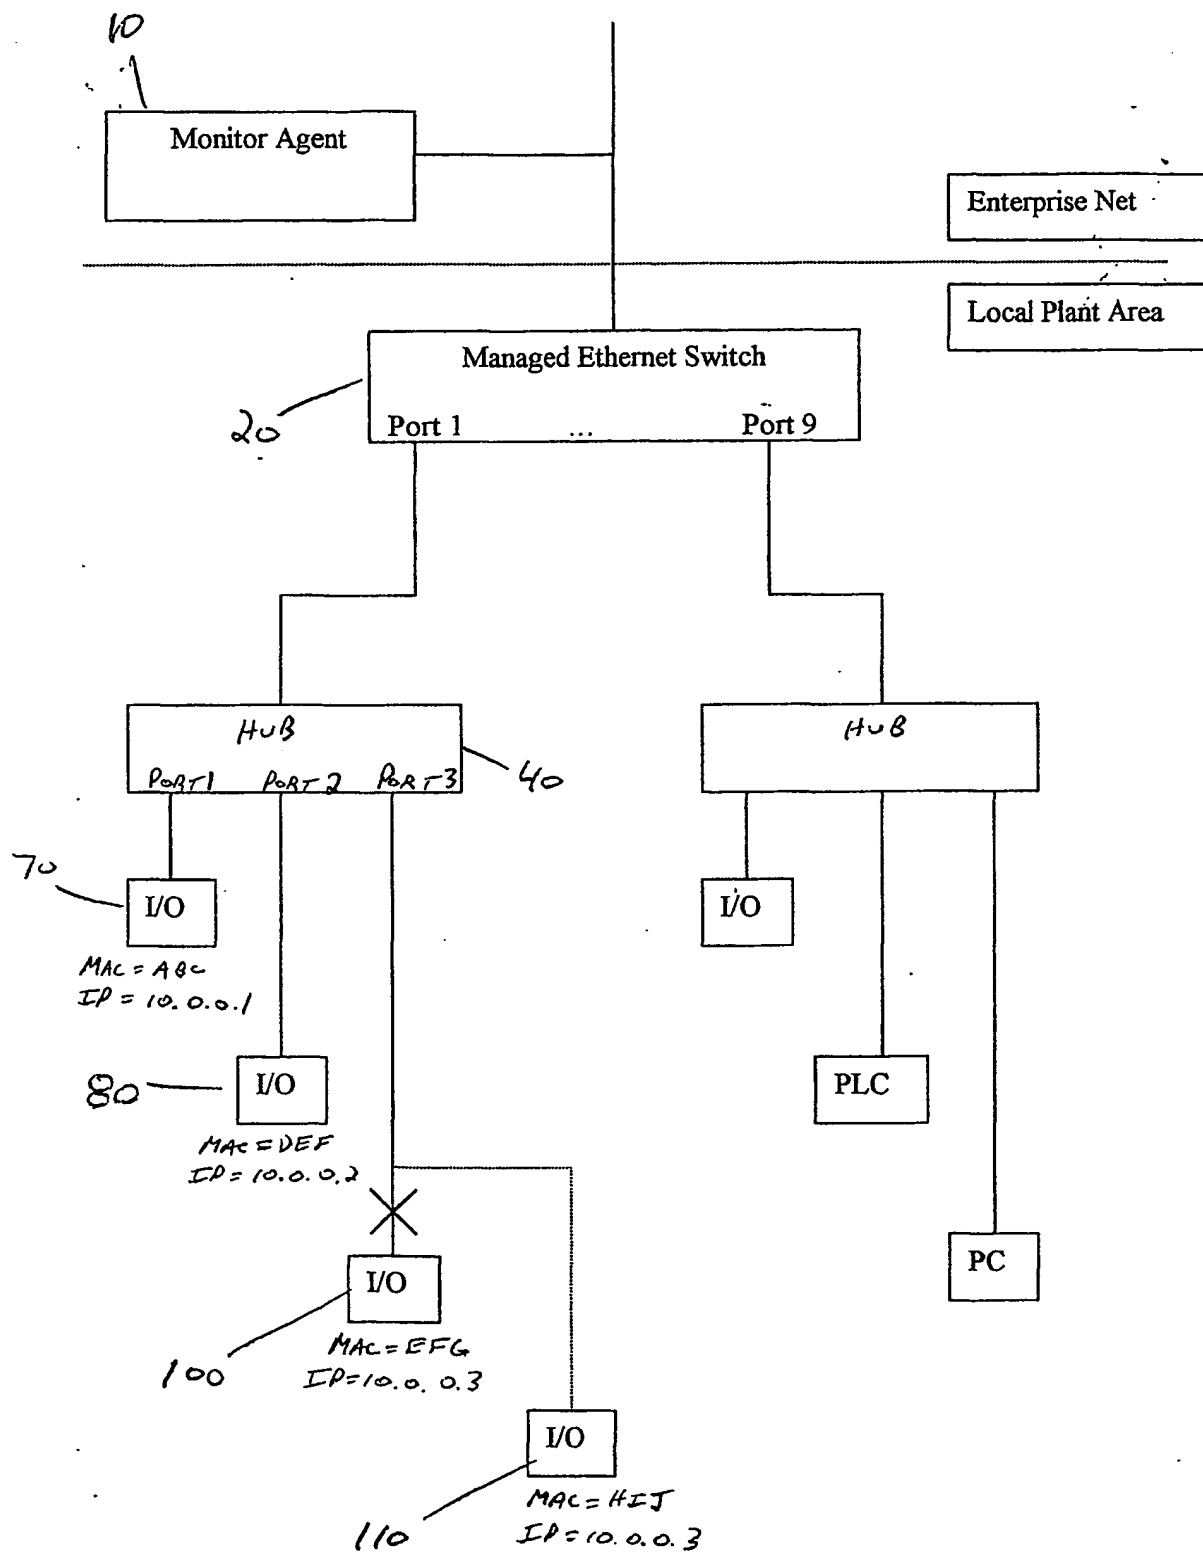 10
Monitor Agent
Enterprise Net
Local Plant Area
Managed Ethernet Switch
20
Port 1 ... Port 9
HUB
HUB
PORT1 PORT 2 PORT3
40
70
I/O
I/O
MAC = ABC
IP = 10.0.0.1
80
I/O
PLC
MAC = DEF
IP = 10.0.0.2
I/O
PC
100
MAC = EFG
IP=10.0.0.3
I/O
110
MAC = HIJ
IP = 10.0.0.3